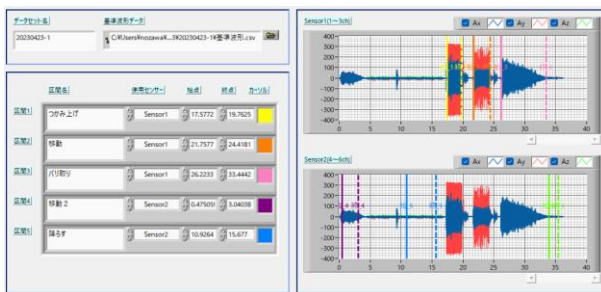 データセット名
基準波形データ
20230423-1
C:¥Users¥nozawa¥...3¥20230423-1¥基準波形.csv
区間名 使用センサー 始点 終点 カーソル
区間1 つかみ上げ Sensor1 17.5772 19.7625
区間2 移動 Sensor1 21.7577 24.4181
区間3 バリ取り Sensor1 26.2233 33.4442
区間4 移動2 Sensor2 0.47509 3.04038
区間5 降ろす Sensor2 10.9264 15.677
Sensor1(1~3ch)
Ax Ay Az
400
300
200
100
0
-100
-200
-300
-400
0 5 10 15 20 25 30 35 40
Sensor2(4~6ch)
Ax Ay Az
400
300
200
100
0
-100
-200
-300
-400
0 5 10 15 20 25 30 35 40